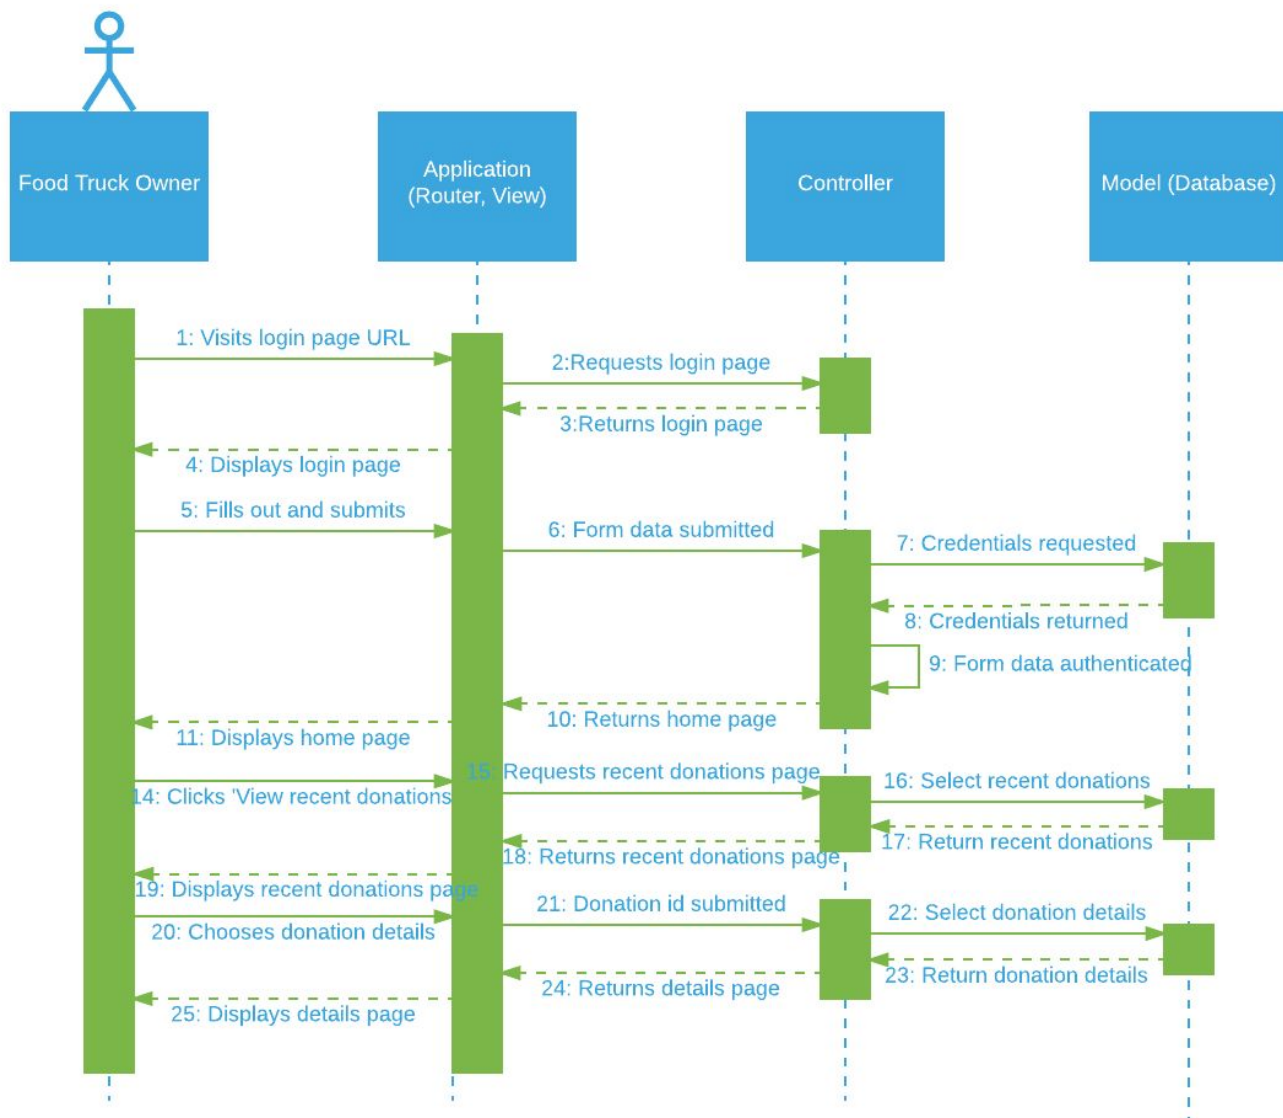 Food Truck Owner
Application
(Router, View)
Controller
Model (Database)
1: Visits login page URL
2:Requests login page
3:Returns login page
4: Displays login page
5: Fills out and submits
6: Form data submitted
7: Credentials requested
8: Credentials returned
9: Form data authenticated
10: Returns home page
11: Displays home page
14: Clicks 'View recent donations
15: Requests recent donations page
16: Select recent donations
17: Return recent donations
18: Returns recent donations page
19: Displays recent donations page
20: Chooses donation details
21: Donation id submitted
22: Select donation details
23: Return donation details
24: Returns details page
25: Displays details page